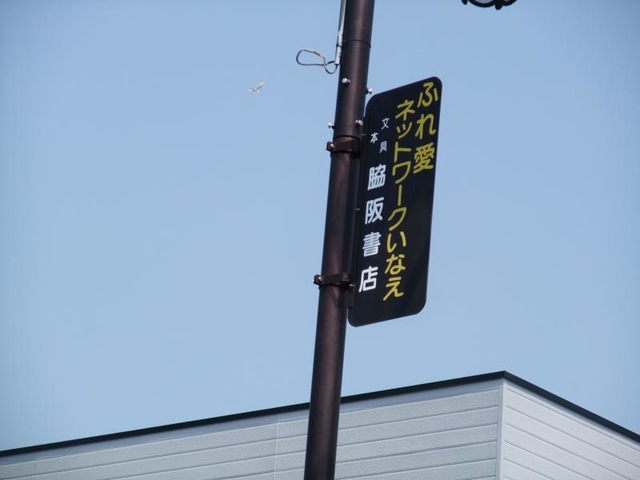 ふれ愛
ネットワークいなえ
文具
本
脇阪書店